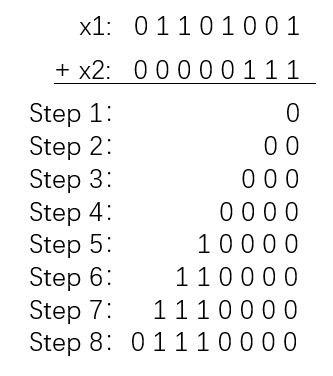 x1: 0 1 1 0 1 0 0 1
+ x2: 0 0 0 0 0 1 1 1
Step 1: 0
Step 2: 0 0
Step 3: 0 0 0
Step 4: 0 0 0 0
Step 5: 1 0 0 0 0
Step 6: 1 1 0 0 0 0
Step 7: 1 1 1 0 0 0 0
Step 8: 0 1 1 1 0 0 0 0